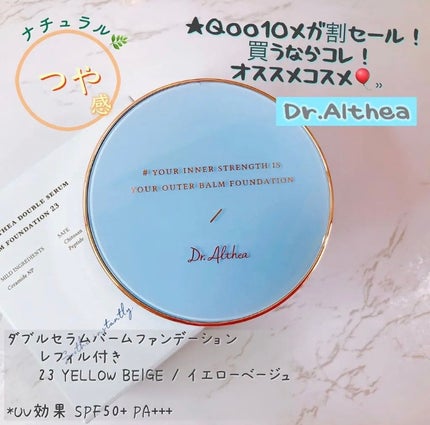 ナチュラル
つや感
★Qoo10メガ割セール！
買うならコレ！
オススメコスメ🎈»
Dr.Althea
# YOUR INNER STRENGTH IS
YOUR OUTER BALM FOUNDATION
/
Dr.Althea
THEA DOUBLE SERUM
M FOUNDATION 23
MILD INGREDIENTS
Ceramide NP
SAFE
Chitosan
Peptide
ダブルセラムバームファンデーション
レフィル付き
23 YELLOW BEIGE / イエローベージュ
*UV効果 SPF50+ PA+++